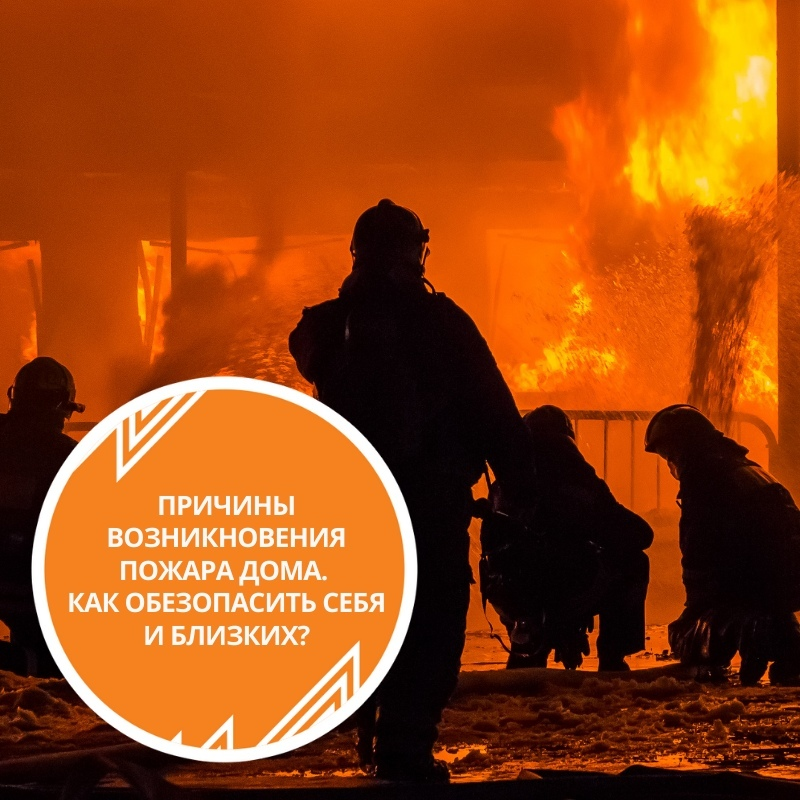 ПРИЧИНЫ
ВОЗНИКНОВЕНИЯ
ПОЖАРА ДОМА.
КАК ОБЕЗОПАСИТЬ СЕБЯ
И БЛИЗКИХ?